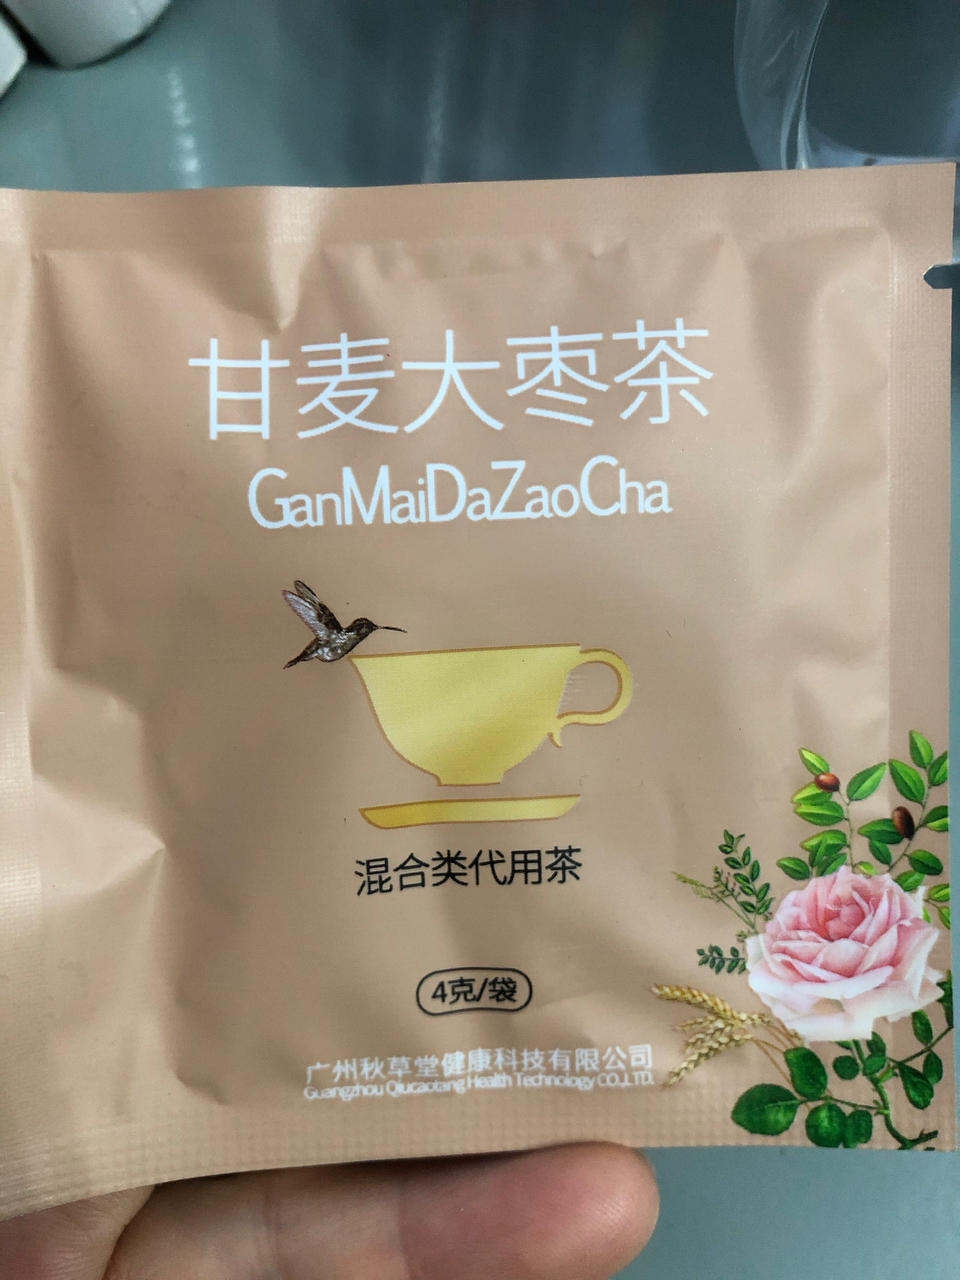 甘麦大枣茶
GanMaiDaZaoCha
混合类代用茶
4克/袋
广州秋草堂健康科技有限公司
Guangzhou Qiucaotang Health Technology CO.,LTD.